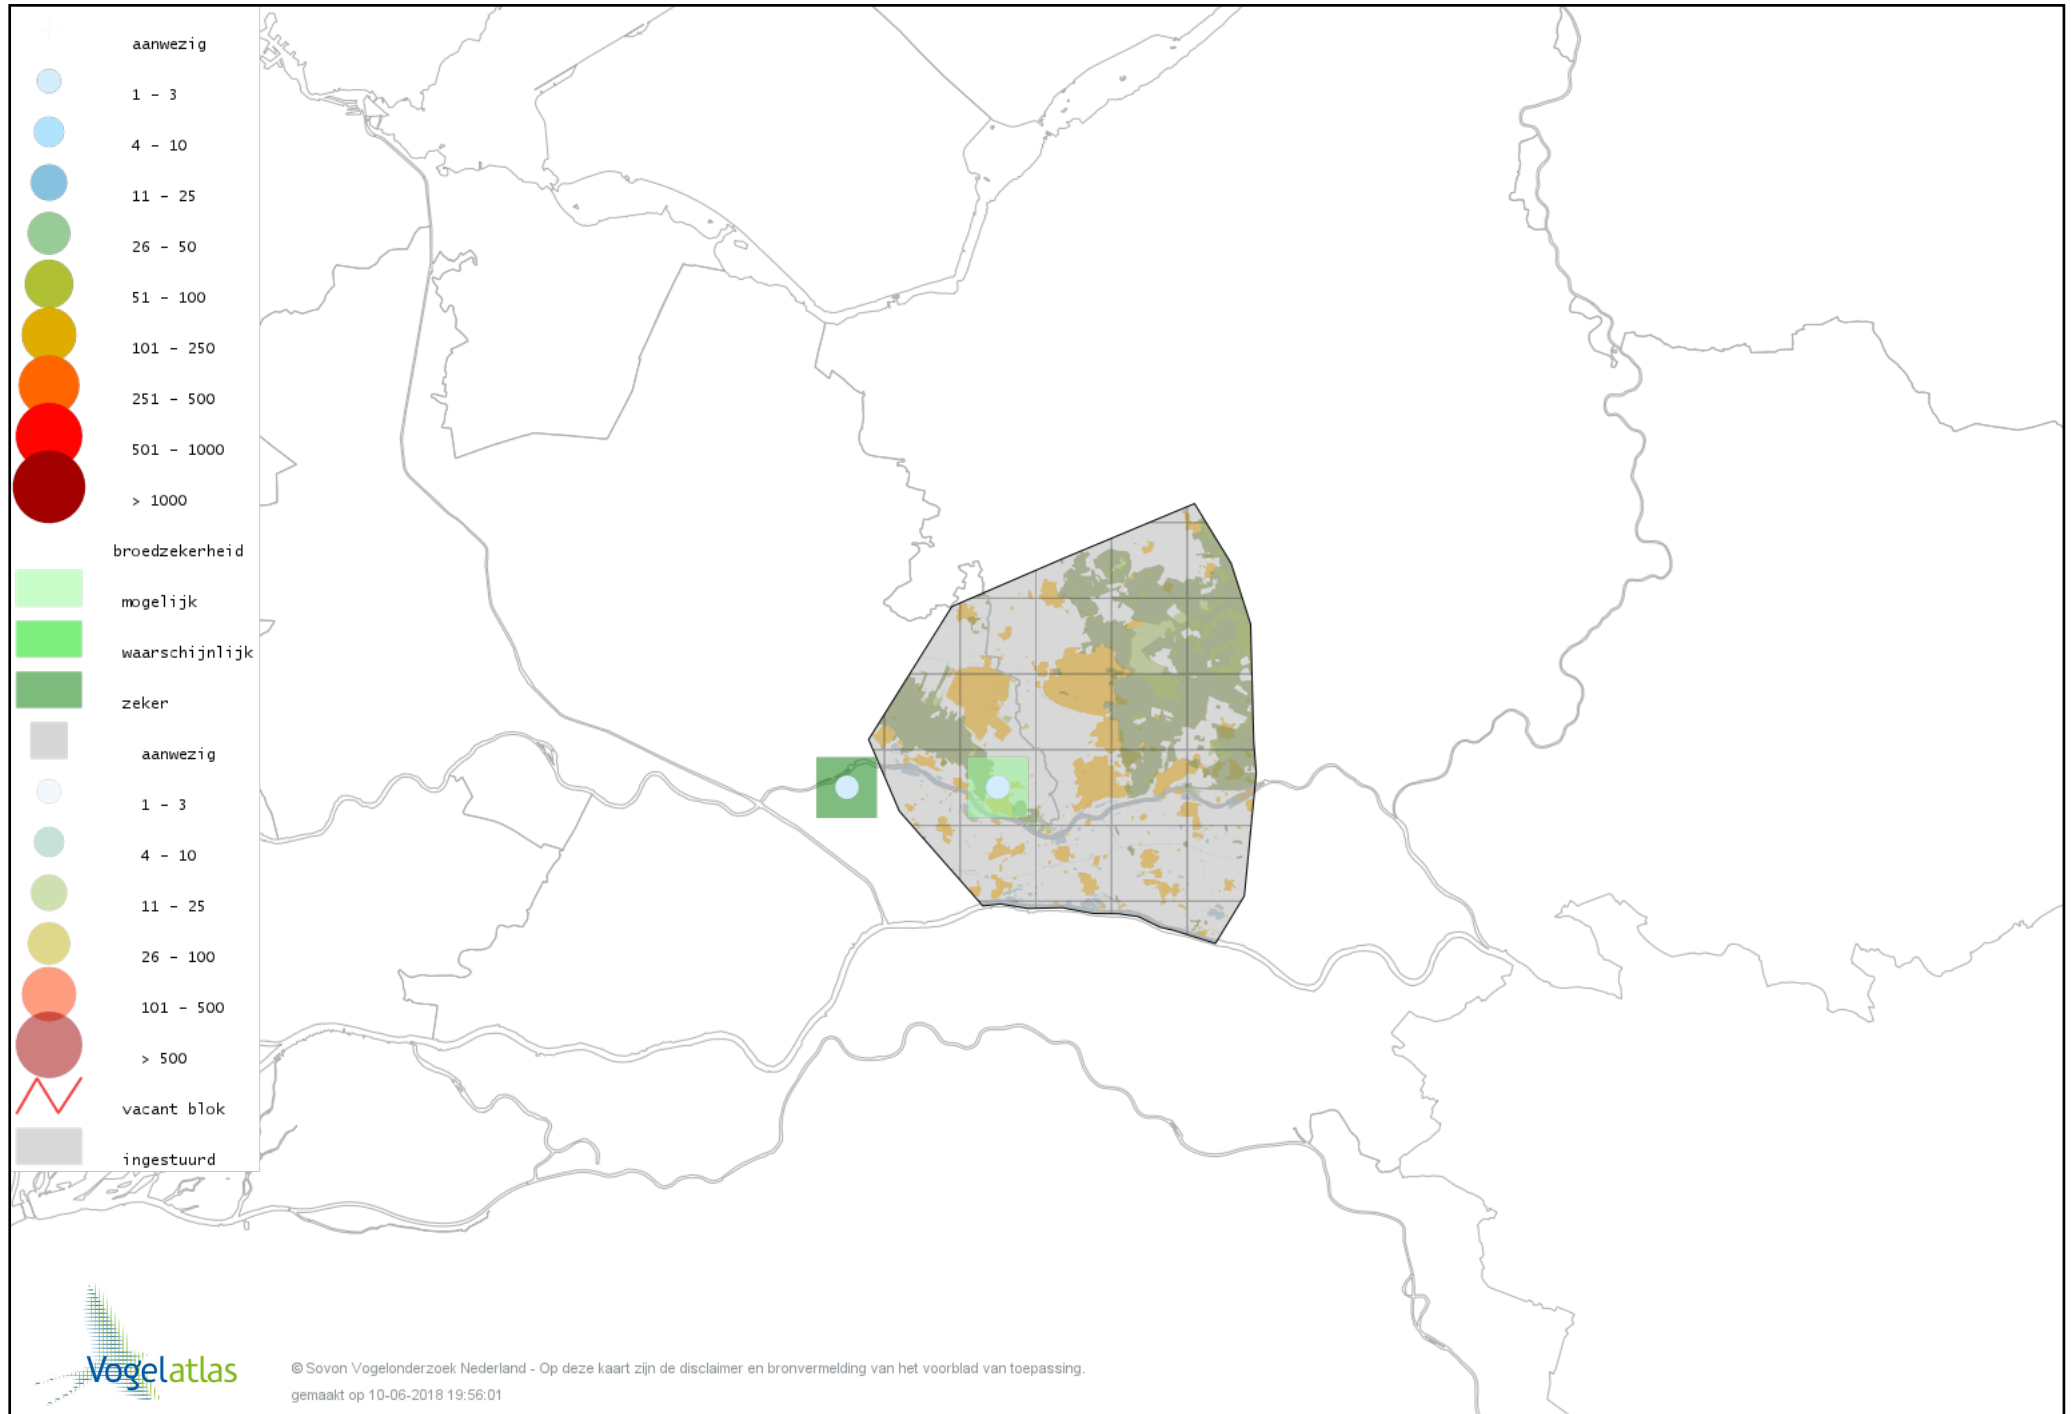 aanwezig
1 - 3
4 - 10
11 - 25
26 - 50
51 - 100
101 - 250
251 - 500
501 - 1000
> 1000
broedzekerheid
mogelijk
waarschijnlijk
zeker
aanwezig
1 - 3
4 - 10
11 - 25
26 - 100
101 - 500
> 500
vacant blok
ingestuurd
Vogelatlas
© Sovon Vogelonderzoek Nederland - Op deze kaart zijn de disclaimer en bronvermelding van het voorblad van toepassing.
gemaakt op 10-06-2018 19:56:01